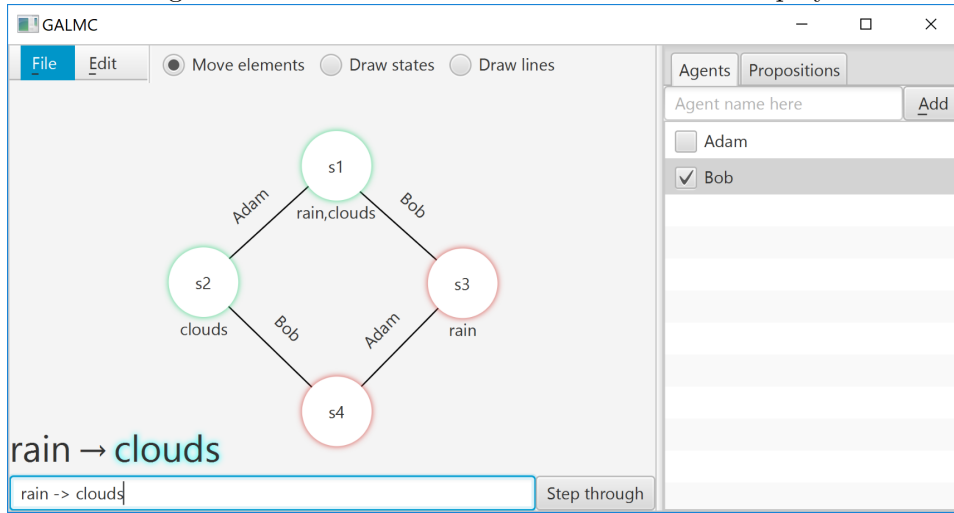 GALMC
File Edit Move elements Draw states Draw lines
Agents Propositions
Agent name here Add
Adam
Bob
s1
rain,clouds
Adam
Bob
s2
clouds
s3
rain
Bob
Adam
s4
rain → clouds
rain -> clouds
Step through